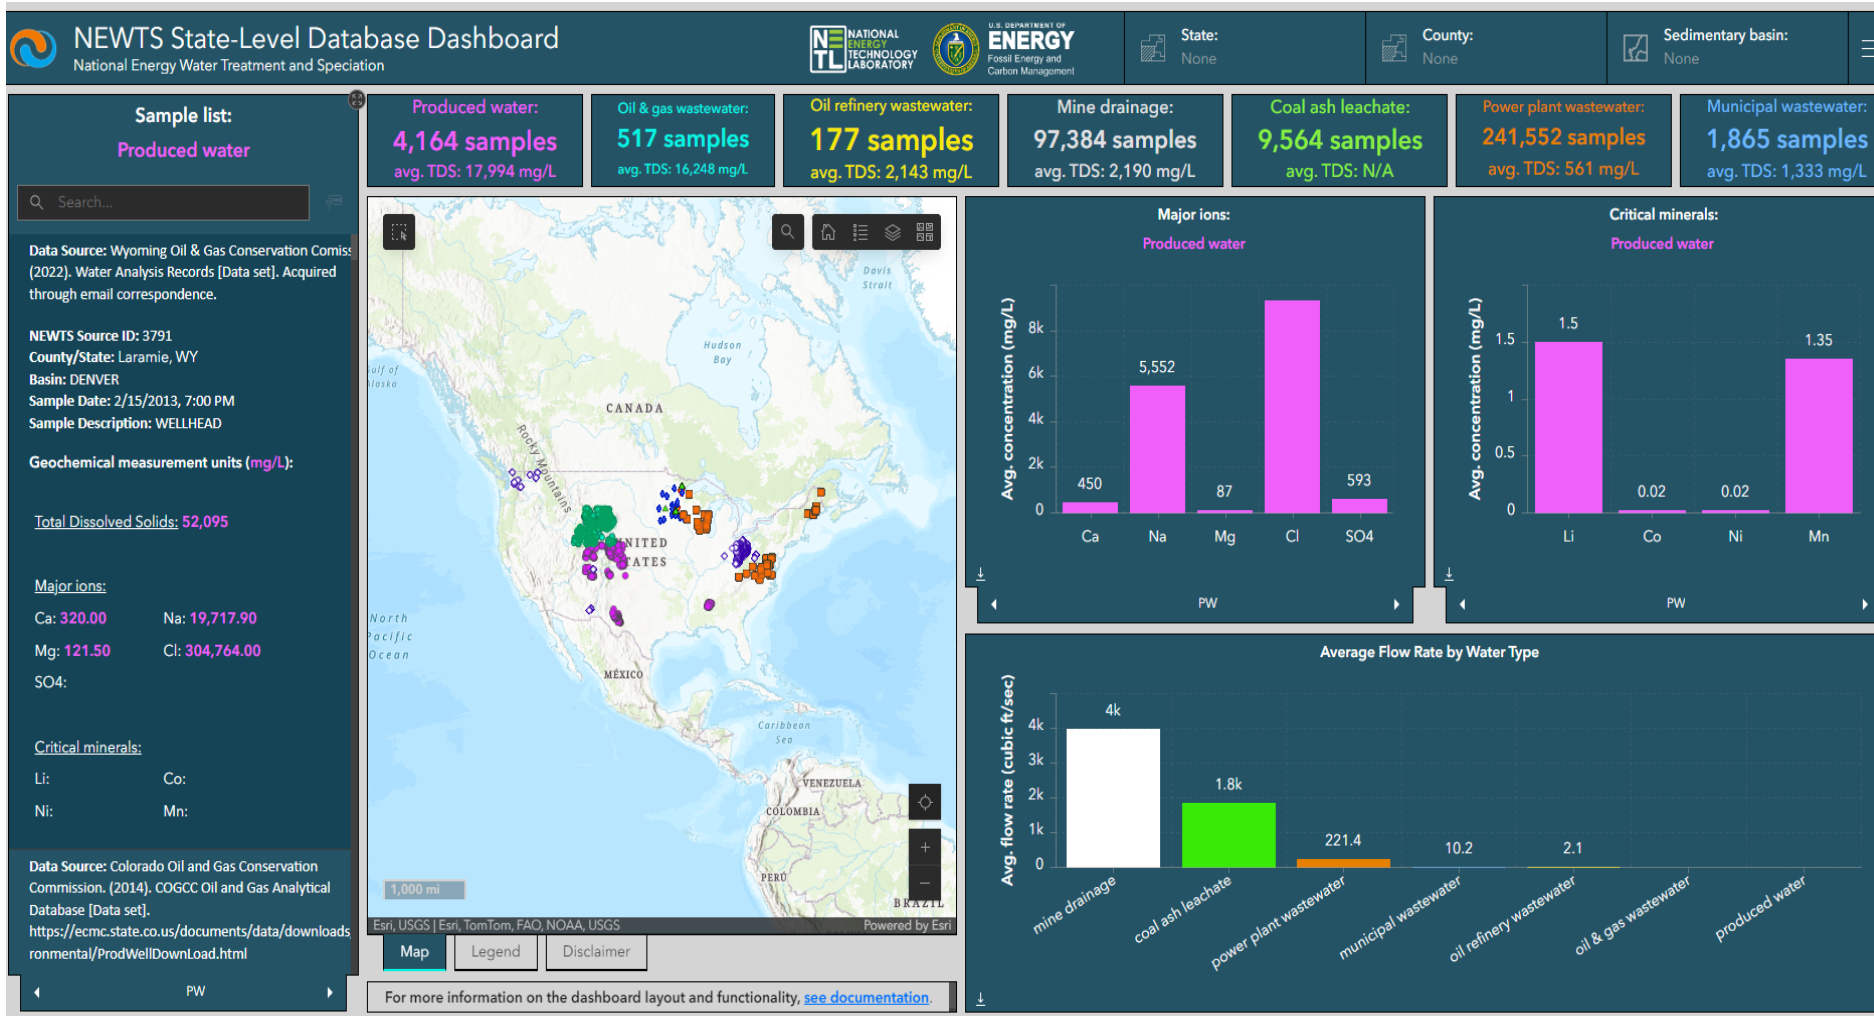 NEWTS State-Level Database Dashboard
National Energy Water Treatment and Speciation
NETL
NATIONAL
ENERGY
TECHNOLOGY
LABORATORY
U.S. DEPARTMENT OF
ENERGY
Fossil Energy and
Carbon Management
State:
None
County:
None
Sedimentary basin:
None
Sample list:
Produced water
Search...
Data Source: Wyoming Oil & Gas Conservation Comiss
(2022). Water Analysis Records [Data set]. Acquired
through email correspondence.
NEWTS Source ID: 3791
County/State: Laramie, WY
Basin: DENVER
Sample Date: 2/15/2013, 7:00 PM
Sample Description: WELLHEAD
Geochemical measurement units (mg/L):
Total Dissolved Solids: 52,095
Major ions:
Ca: 320.00 Na: 19,717.90
Mg: 121.50 Cl: 304,764.00
SO4:
Critical minerals:
Li: Co:
Ni: Mn:
Data Source: Colorado Oil and Gas Conservation
Commission. (2014). COGCC Oil and Gas Analytical
Database [Data set].
https://ecmc.state.co.us/documents/data/downloads
ronmental/ProdWellDownLoad.html
PW
Produced water:
4,164 samples
avg. TDS: 17,994 mg/L
Oil & gas wastewater:
517 samples
avg. TDS: 16,248 mg/L
Oil refinery wastewater:
177 samples
avg. TDS: 2,143 mg/L
Mine drainage:
97,384 samples
avg. TDS: 2,190 mg/L
Coal ash leachate:
9,564 samples
avg. TDS: N/A
Power plant wastewater:
241,552 samples
avg. TDS: 561 mg/L
Municipal wastewater:
1,865 samples
avg. TDS: 1,333 mg/L
Davis
Strait
Hudson
Bay
Gulf of
Alaska
CANADA
Rocky Mountains
UNITED
STATES
North
Pacific
Ocean
MÉXICO
Caribbean
Sea
VENEZUELA
COLOMBIA
PERÚ
BRAZIL
1,000 mi
+
−
Esri, USGS | Esri, TomTom, FAO, NOAA, USGS
Powered by Esri
Map
Legend
Disclaimer
For more information on the dashboard layout and functionality, see documentation.
Major ions:
Produced water
Avg. concentration (mg/L)
8k
6k
4k
2k
0
450
5,552
87
593
Ca
Na
Mg
Cl
SO4
PW
Critical minerals:
Produced water
Avg. concentration (mg/L)
1.5
1
0.5
0
1.5
0.02
0.02
1.35
Li
Co
Ni
Mn
PW
Average Flow Rate by Water Type
Avg. flow rate (cubic ft/sec)
4k
3k
2k
1k
0
4k
1.8k
221.4
10.2
2.1
mine drainage
coal ash leachate
power plant wastewater
municipal wastewater
oil refinery wastewater
oil & gas wastewater
produced water